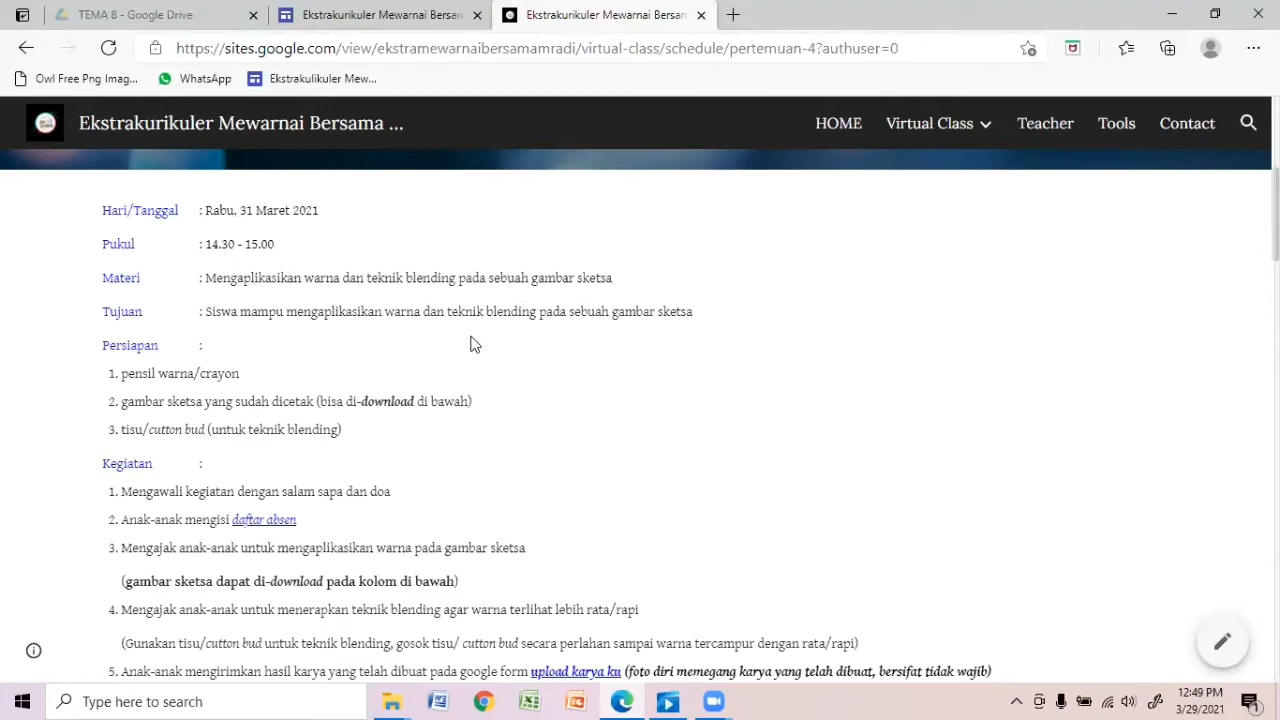 TEMA 8 - Google Drive
Ekstrakurikuler Mewarnai Bersam
Ekstrakurikuler Mewarnai Bersam
https://sites.google.com/view/ekstramewarnaibersamamradi/virtual-class/schedule/pertemuan-4?authuser=0
Owl Free Png Imag...
WhatsApp
Ekstrakulikuler Mew...
Ekstrakurikuler Mewarnai Bersama ...
HOME
Virtual Class
Teacher
Tools
Contact
Hari/Tanggal : Rabu, 31 Maret 2021
Pukul : 14.30 - 15.00
Materi : Mengaplikasikan warna dan teknik blending pada sebuah gambar sketsa
Tujuan : Siswa mampu mengaplikasikan warna dan teknik blending pada sebuah gambar sketsa
Persiapan :
1. pensil warna/crayon
2. gambar sketsa yang sudah dicetak (bisa di-download di bawah)
3. tisu/cutton bud (untuk teknik blending)
Kegiatan :
1. Mengawali kegiatan dengan salam sapa dan doa
2. Anak-anak mengisi daftar absen
3. Mengajak anak-anak untuk mengaplikasikan warna pada gambar sketsa
(gambar sketsa dapat di-download pada kolom di bawah)
4. Mengajak anak-anak untuk menerapkan teknik blending agar warna terlihat lebih rata/rapi
(Gunakan tisu/cutton bud untuk teknik blending, gosok tisu/ cutton bud secara perlahan sampai warna tercampur dengan rata/rapi)
5. Anak-anak mengirimkan hasil karya yang telah dibuat pada google form upload karya ku (foto diri memegang karya yang telah dibuat, bersifat tidak wajib)
Type here to search
12:49 PM
3/29/2021